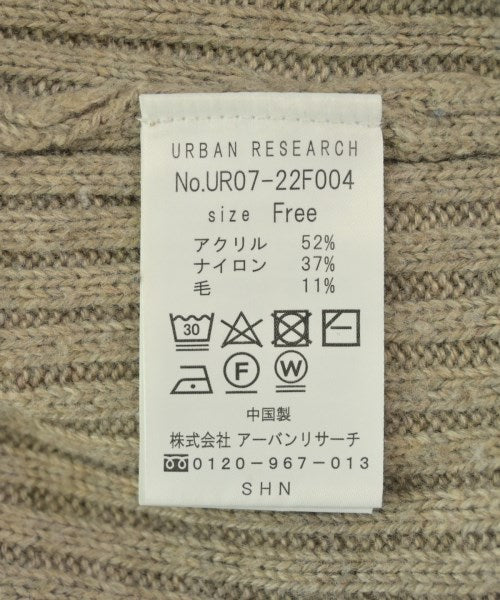 URBAN RESEARCH
No.UR07-22F004
size Free
アクリル 52%
ナイロン 37%
毛 11%
30
F W
中国製
株式会社 アーバンリサーチ
0120-967-013
SHN